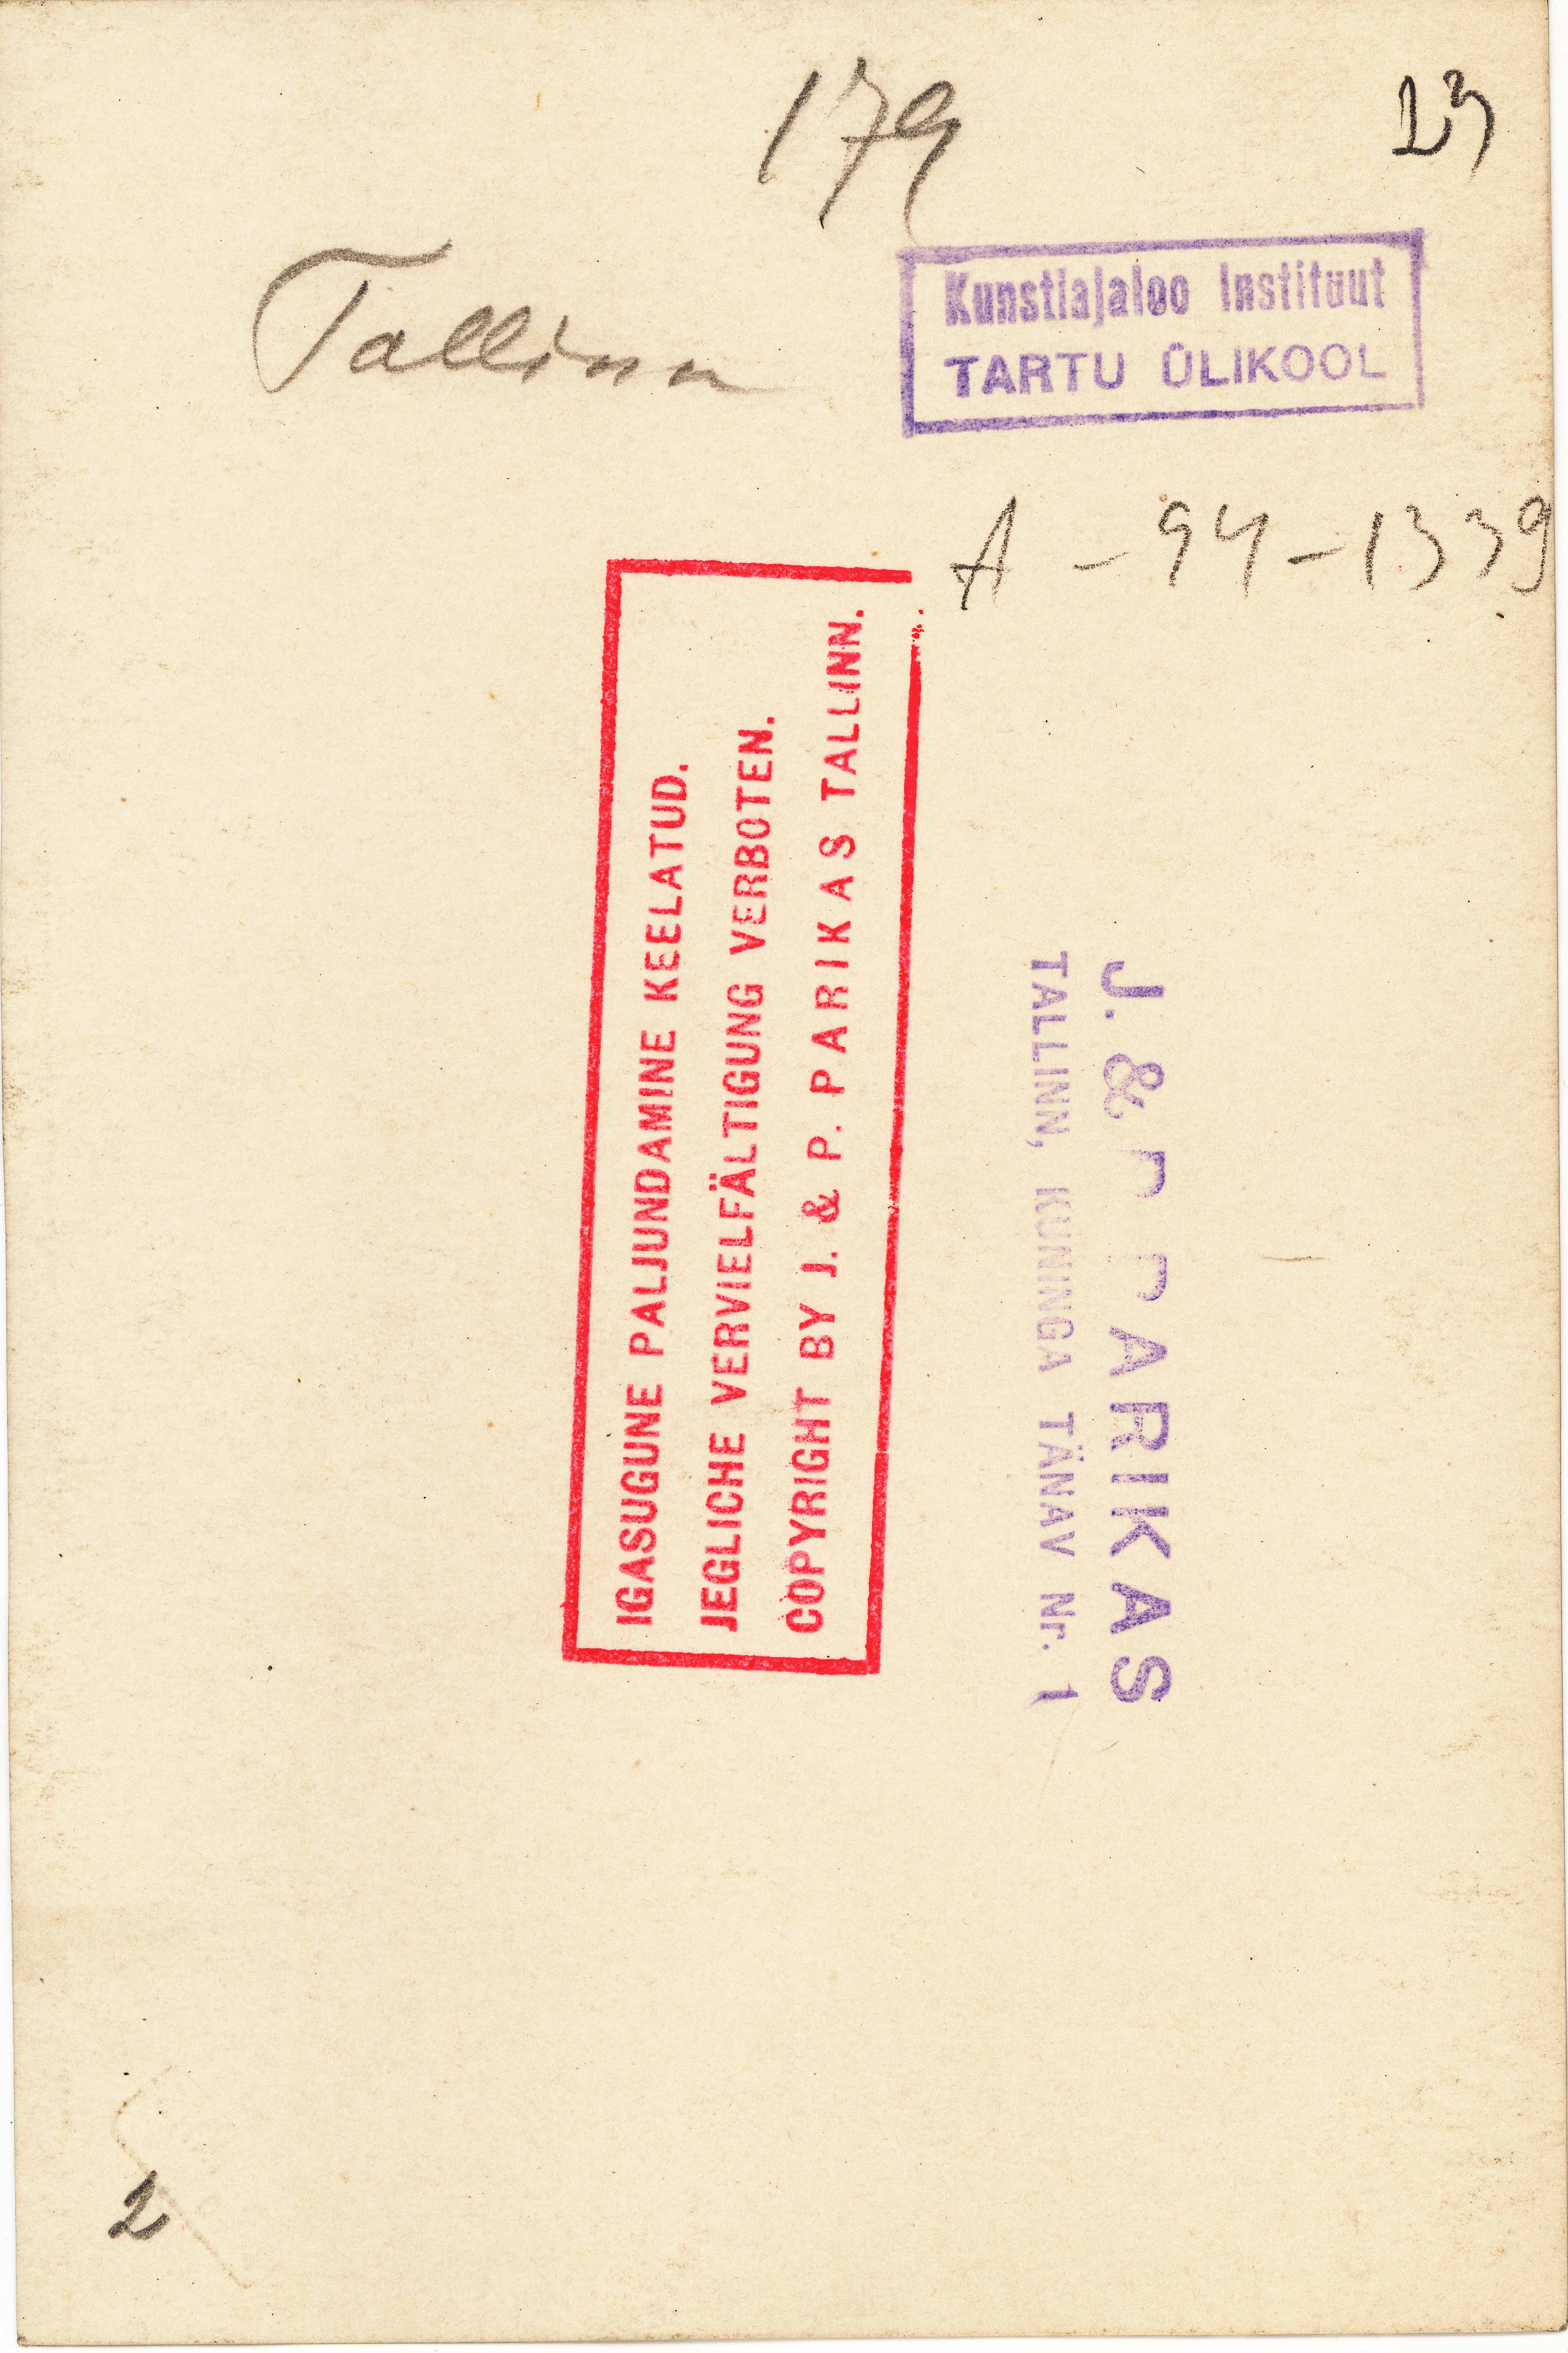 179
23
Tallinn
Kunstiajaloo Instituut
TARTU ÜLIKOOL
A - 94 - 1339
IGASUGUNE PALJUNDAMINE KEELATUD.
JEGLICHE VERVIELFÄLTIGUNG VERBOTEN.
COPYRIGHT BY J. & P. PARIKAS TALLINN.
J. & P. PARIKAS
TALLINN, KUNINGA TÄNAV Nr. 1
2